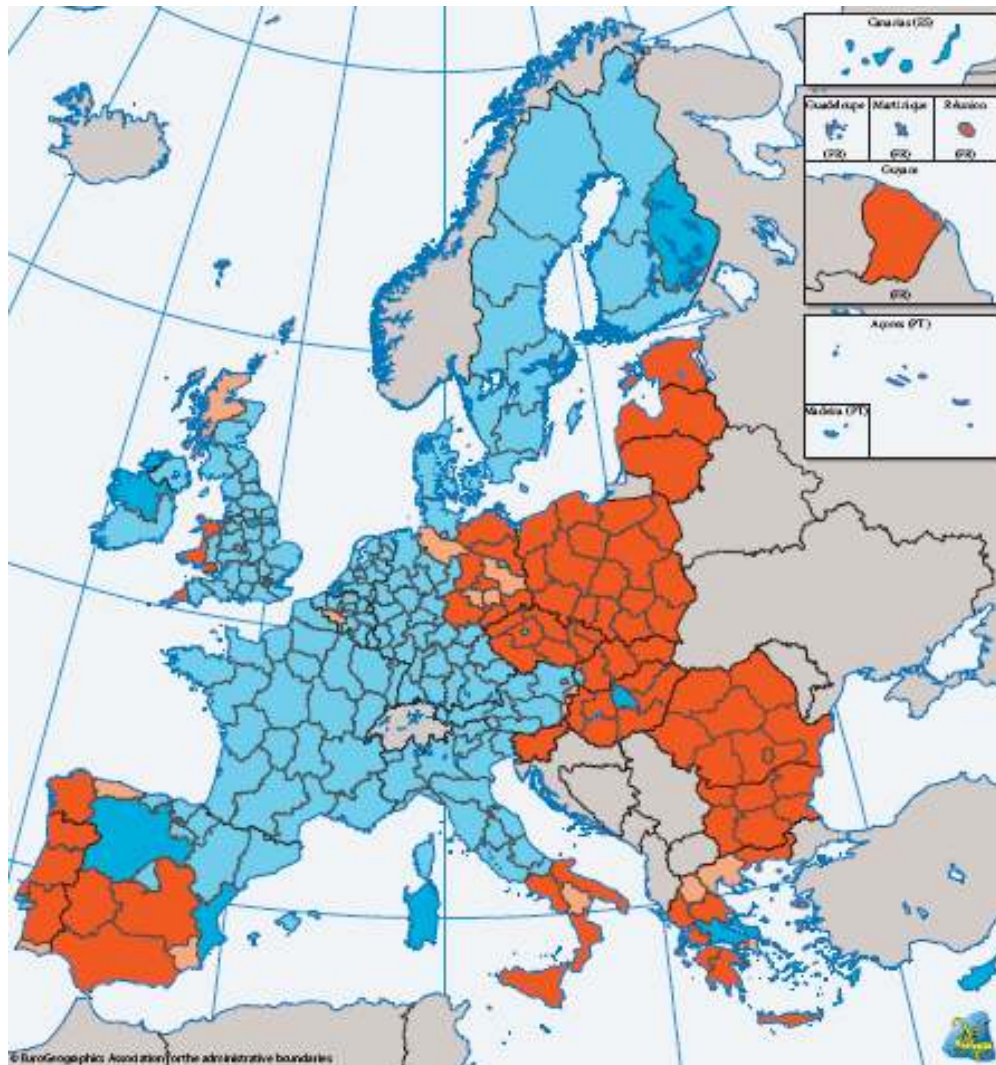 Canarias (ES)
Guadeloupe Martinique Réunion
(FR) (FR) (FR)
Guyane
(FR)
Açores (PT)
Madeira (PT)
© EuroGeographics Association for the administrative boundaries